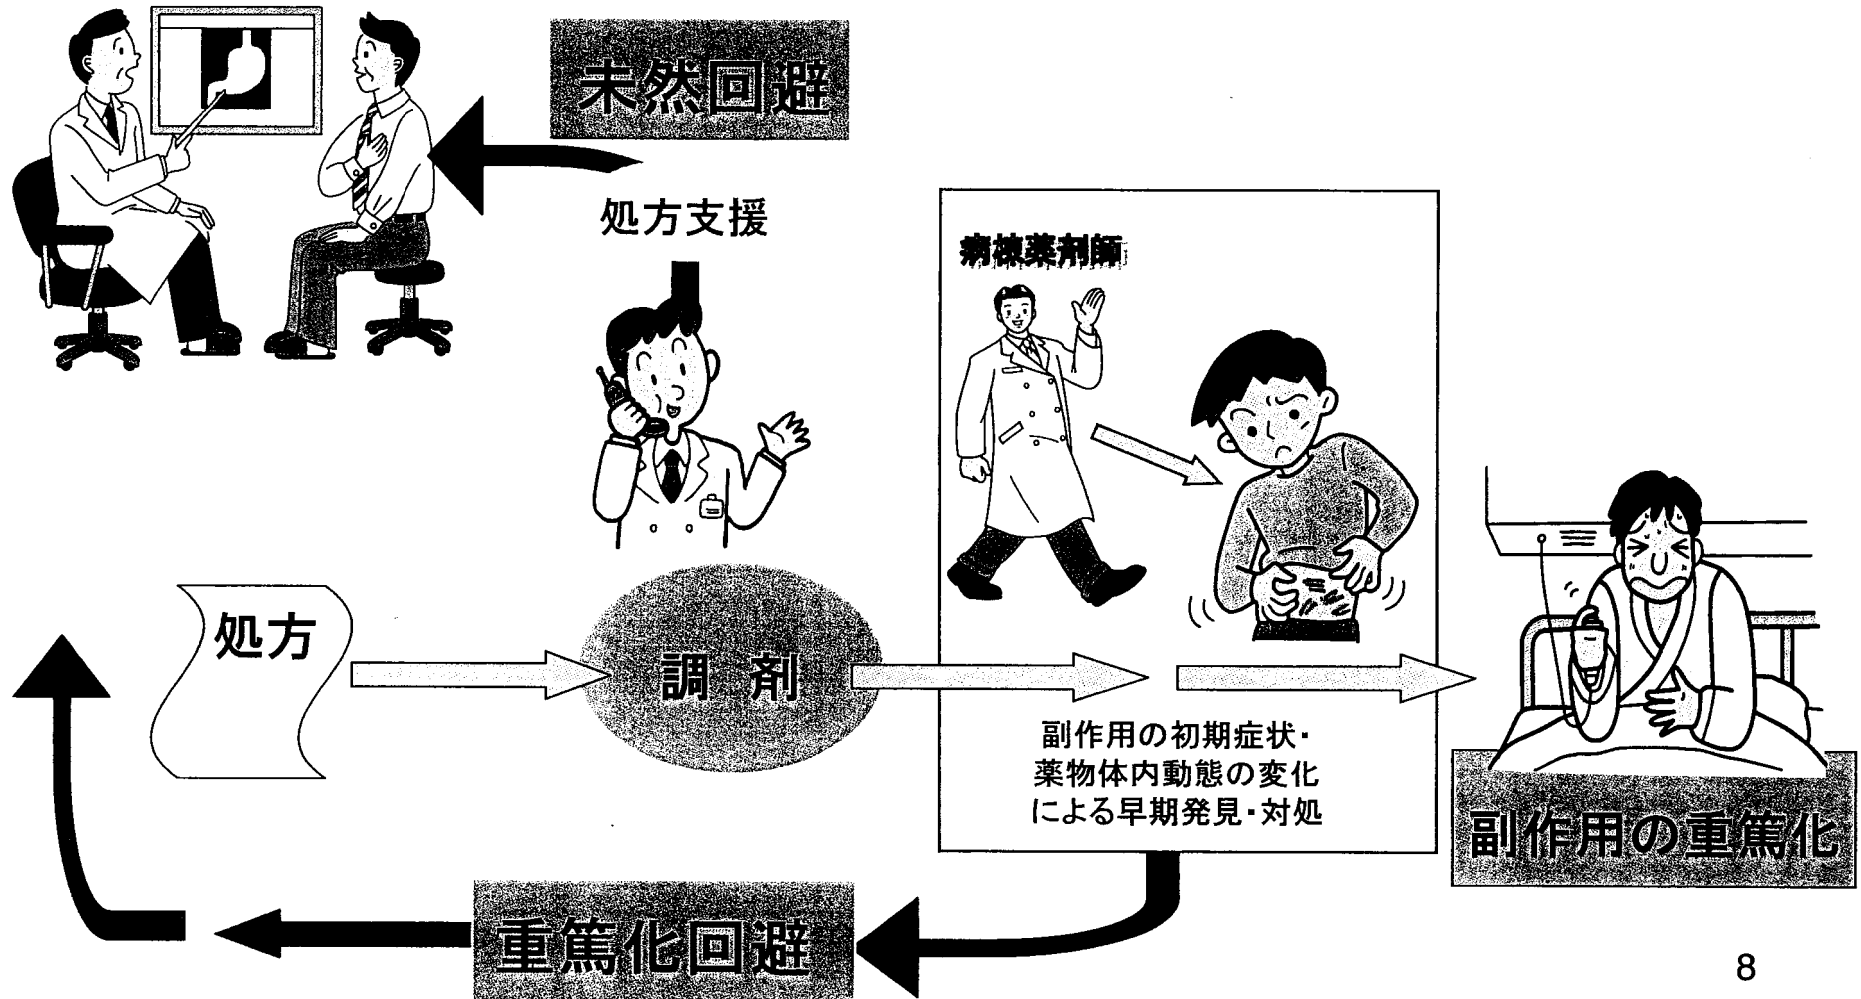 未然回避
処方支援
病棟薬剤師
処方
調 剤
副作用の初期症状・
薬物体内動態の変化
による早期発見・対処
副作用の重篤化
重篤化回避
8